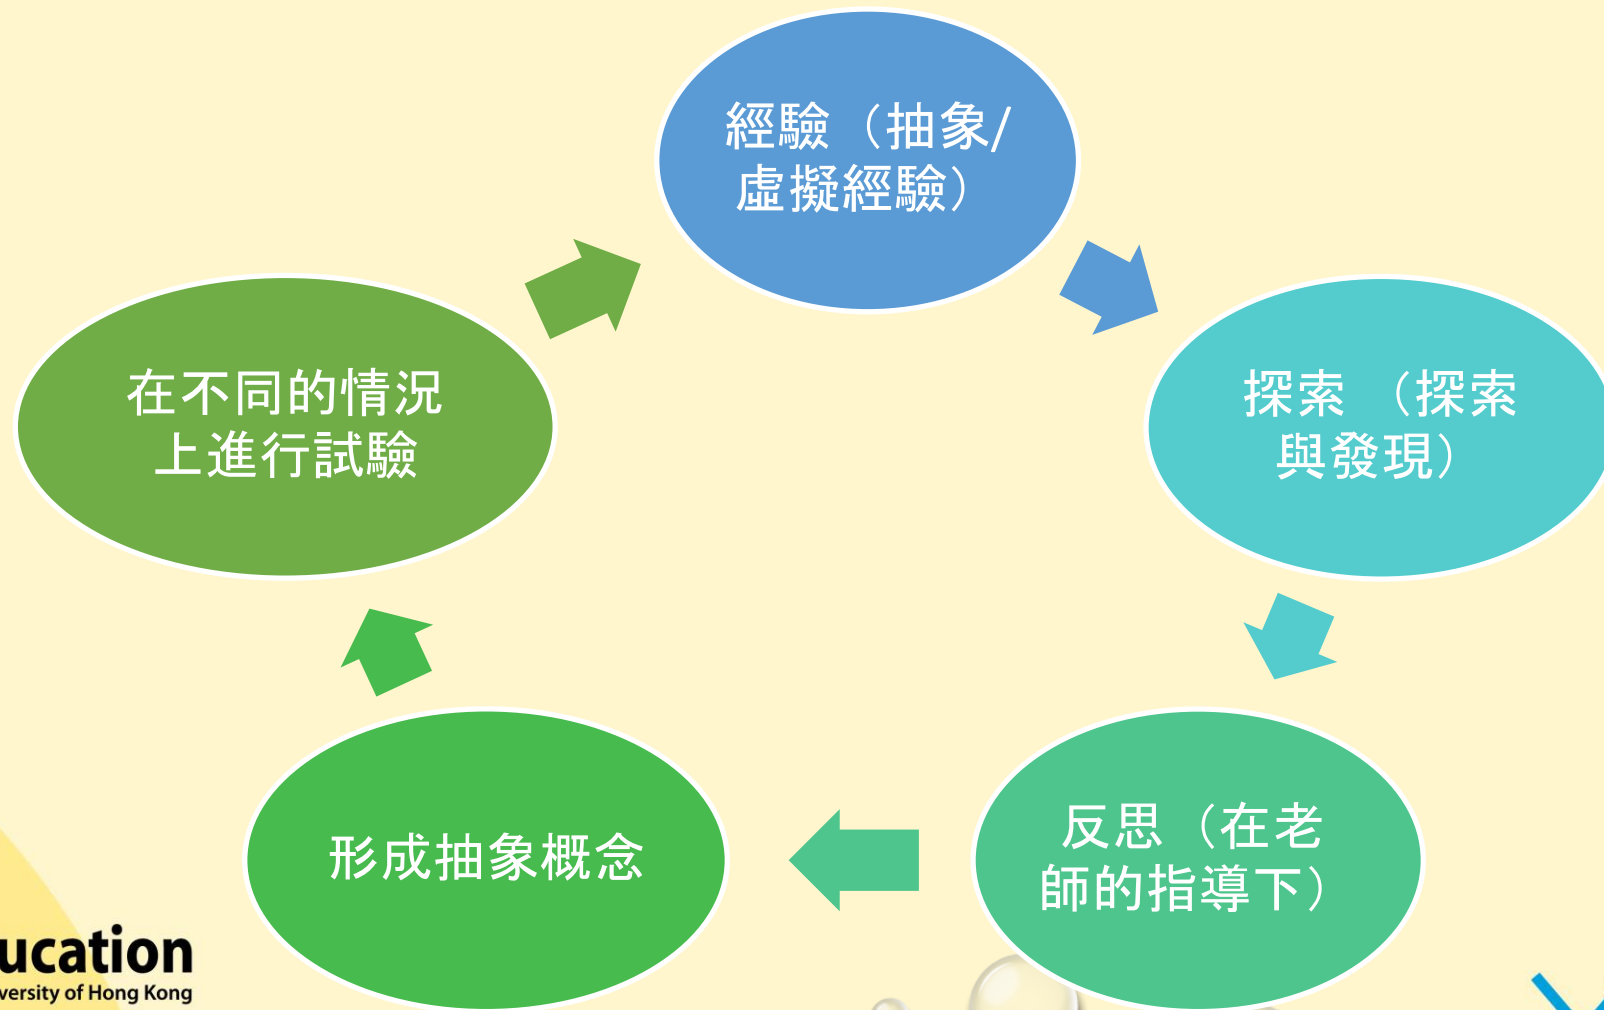 經驗（抽象/
虛擬經驗）
探索 （探索
與發現）
反思（在老
師的指導下）
形成抽象概念
在不同的情況
上進行試驗
ucation
versity of Hong Kong